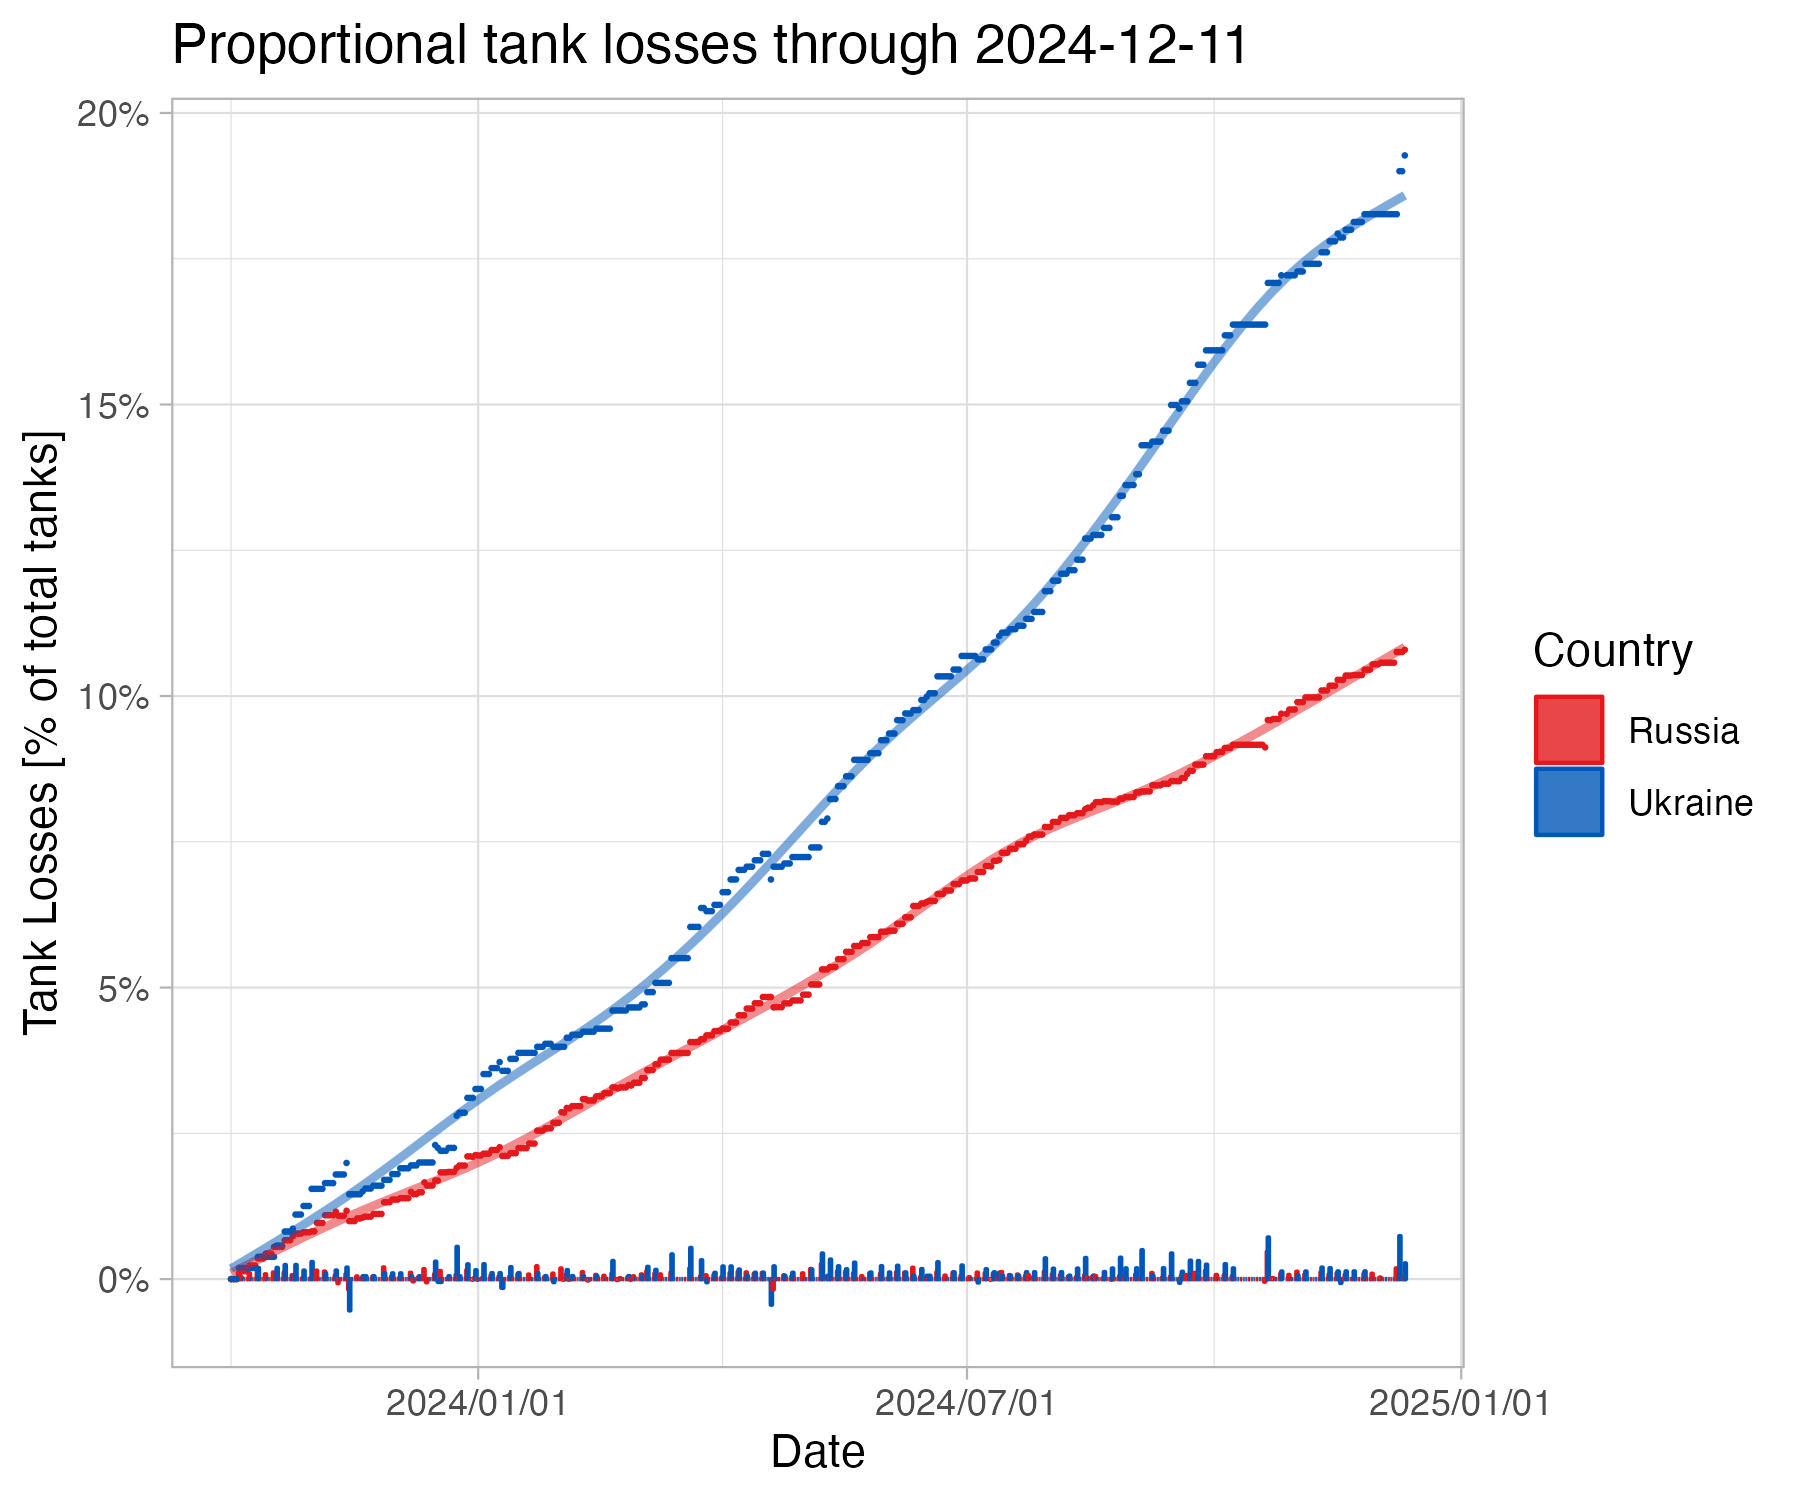 Proportional tank losses through 2024-12-11
20%
15%
10%
5%
0%
Tank Losses [% of total tanks]
2024/01/01
2024/07/01
2025/01/01
Date
Country
Russia
Ukraine